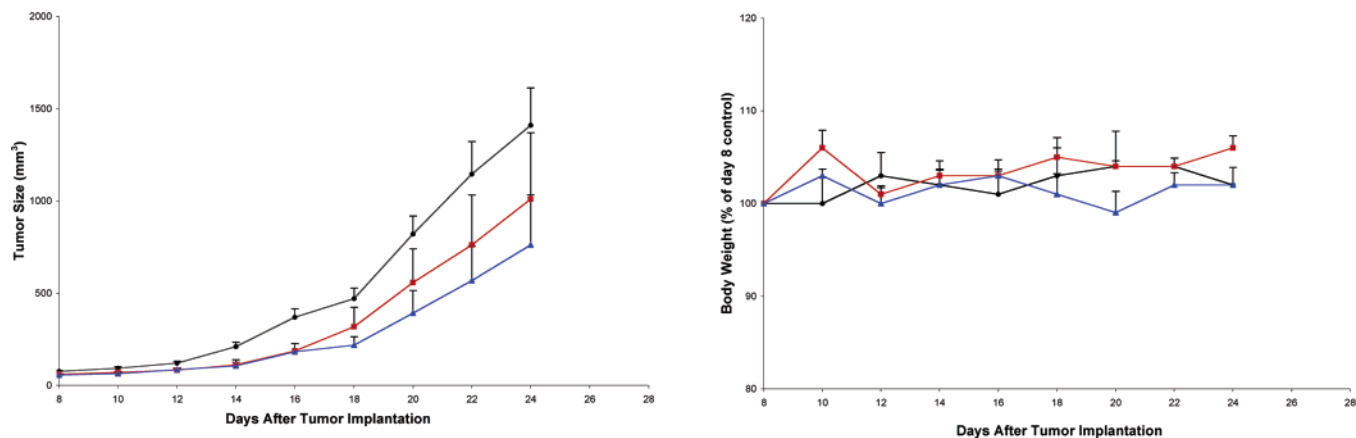 2000
1500
1000
500
0
Tumor Size (mm³)
8 10 12 14 16 18 20 22 24 26 28
Days After Tumor Implantation
120
110
100
90
80
Body Weight (% of day 8 control)
8 10 12 14 16 18 20 22 24 26 28
Days After Tumor Implantation